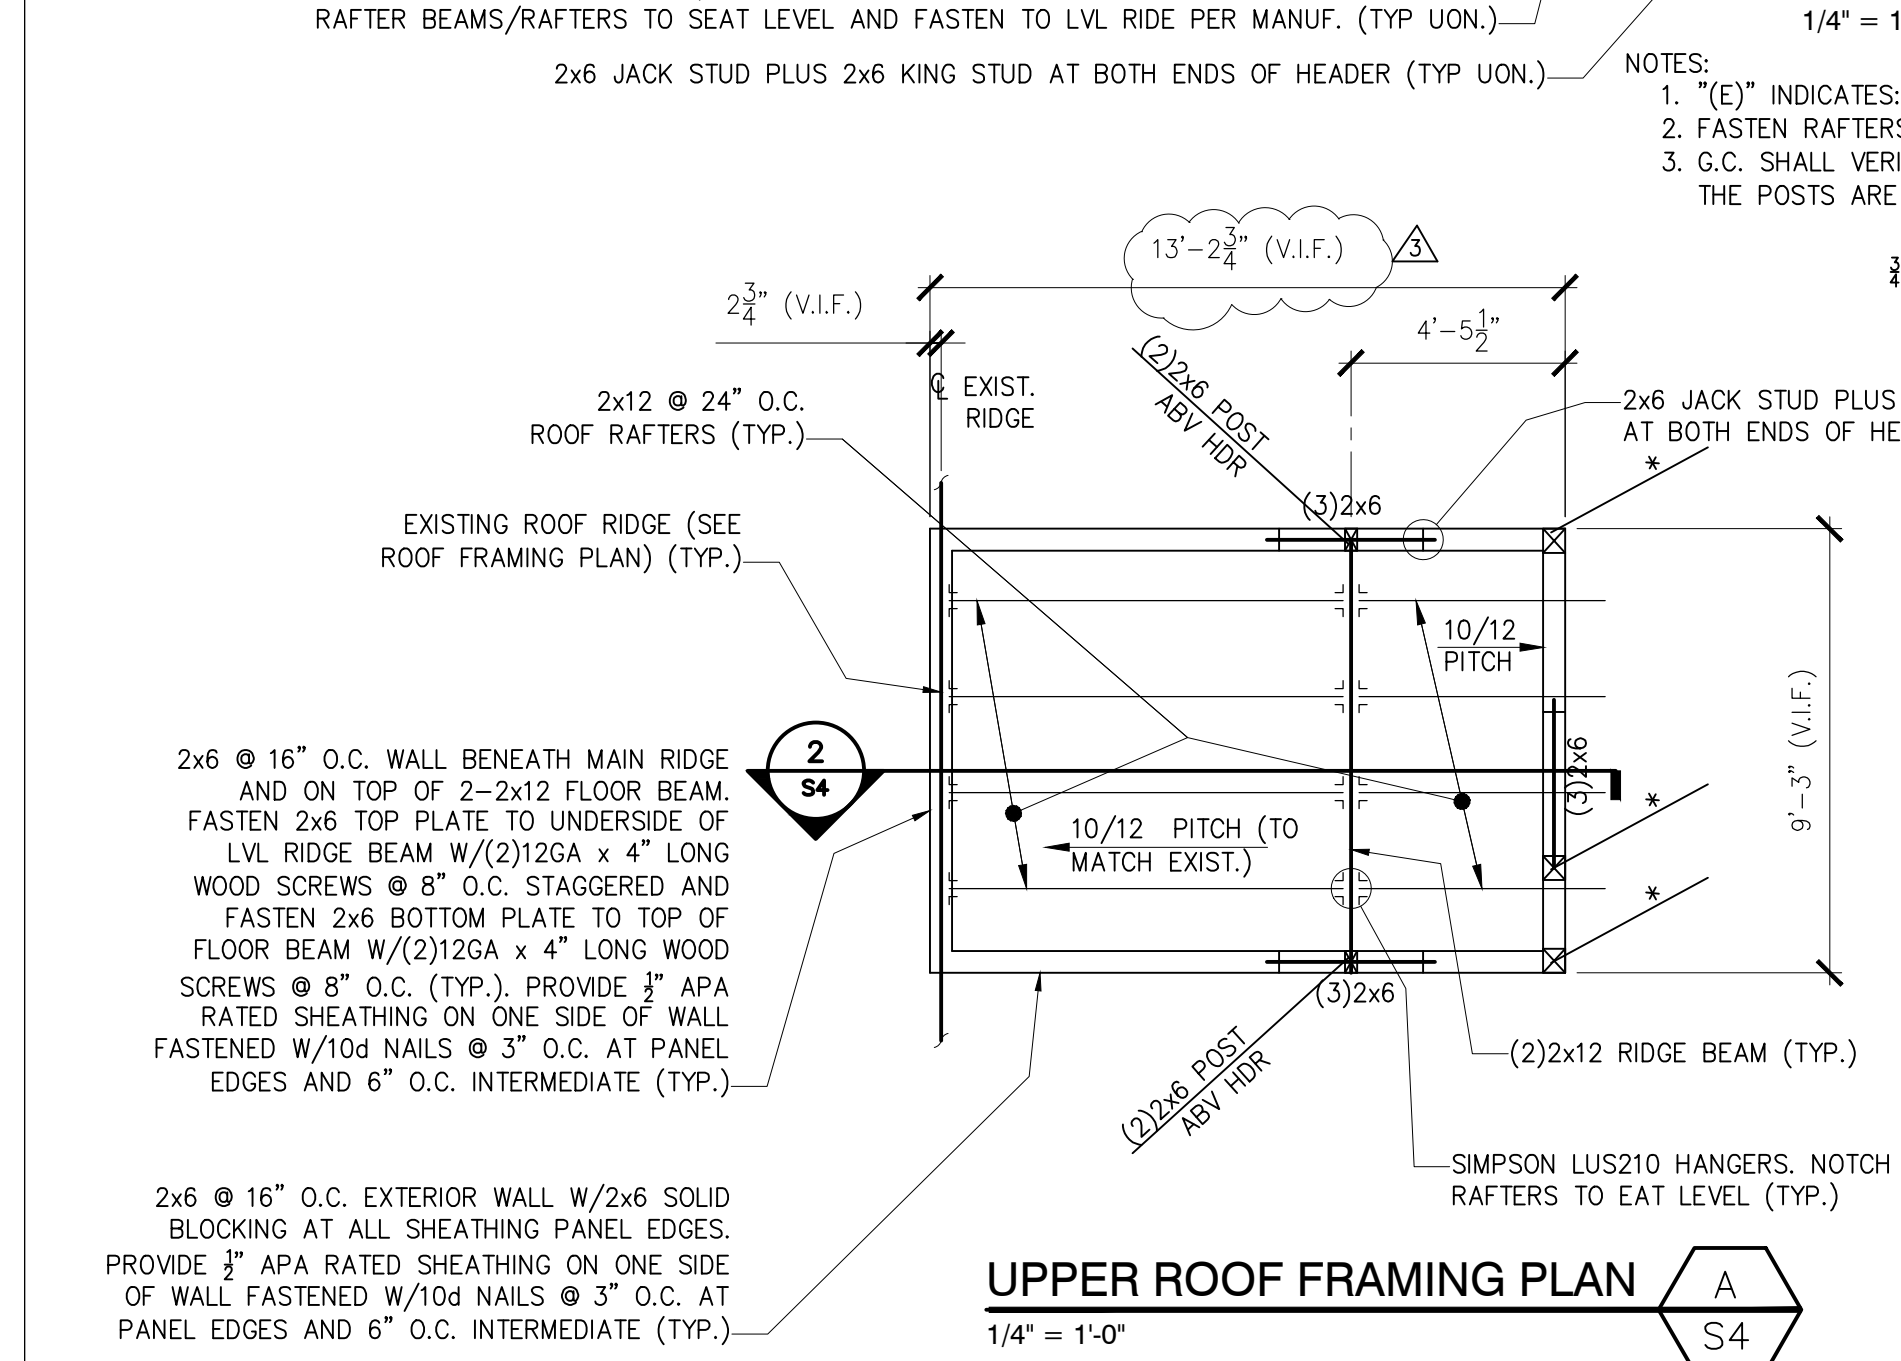 RAFTER BEAMS/RAFTERS TO SEAT LEVEL AND FASTEN TO LVL RIDE PER MANUF. (TYP UON.)
2x6 JACK STUD PLUS 2x6 KING STUD AT BOTH ENDS OF HEADER (TYP UON.)
1/4" = 1
NOTES:
1. "(E)" INDICATES:
2. FASTEN RAFTERS
3. G.C. SHALL VERI
THE POSTS ARE
3/4
13'-2 3/4" (V.I.F.)
3
2 3/4" (V.I.F.)
4'-5 1/2"
℄ EXIST.
RIDGE
2x12 @ 24" O.C.
ROOF RAFTERS (TYP.)
(2)2x6 POST
ABV HDR
2x6 JACK STUD PLUS
AT BOTH ENDS OF HE
*
(3)2x6
EXISTING ROOF RIDGE (SEE
ROOF FRAMING PLAN) (TYP.)
10/12
PITCH
9'-3" (V.I.F.)
2x6 @ 16" O.C. WALL BENEATH MAIN RIDGE
AND ON TOP OF 2-2x12 FLOOR BEAM.
FASTEN 2x6 TOP PLATE TO UNDERSIDE OF
LVL RIDGE BEAM W/(2)12GA x 4" LONG
WOOD SCREWS @ 8" O.C. STAGGERED AND
FASTEN 2x6 BOTTOM PLATE TO TOP OF
FLOOR BEAM W/(2)12GA x 4" LONG WOOD
SCREWS @ 8" O.C. (TYP.). PROVIDE 1/2" APA
RATED SHEATHING ON ONE SIDE OF WALL
FASTENED W/10d NAILS @ 3" O.C. AT PANEL
EDGES AND 6" O.C. INTERMEDIATE (TYP.)
2
S4
(3)2x6
*
10/12 PITCH (TO
MATCH EXIST.)
*
(3)2x6
(2)2x6 POST
ABV HDR
(2)2x12 RIDGE BEAM (TYP.)
SIMPSON LUS210 HANGERS. NOTCH
RAFTERS TO EAT LEVEL (TYP.)
2x6 @ 16" O.C. EXTERIOR WALL W/2x6 SOLID
BLOCKING AT ALL SHEATHING PANEL EDGES.
PROVIDE 1/2" APA RATED SHEATHING ON ONE SIDE
OF WALL FASTENED W/10d NAILS @ 3" O.C. AT
PANEL EDGES AND 6" O.C. INTERMEDIATE (TYP.)
UPPER ROOF FRAMING PLAN
1/4" = 1'-0"
A
S4